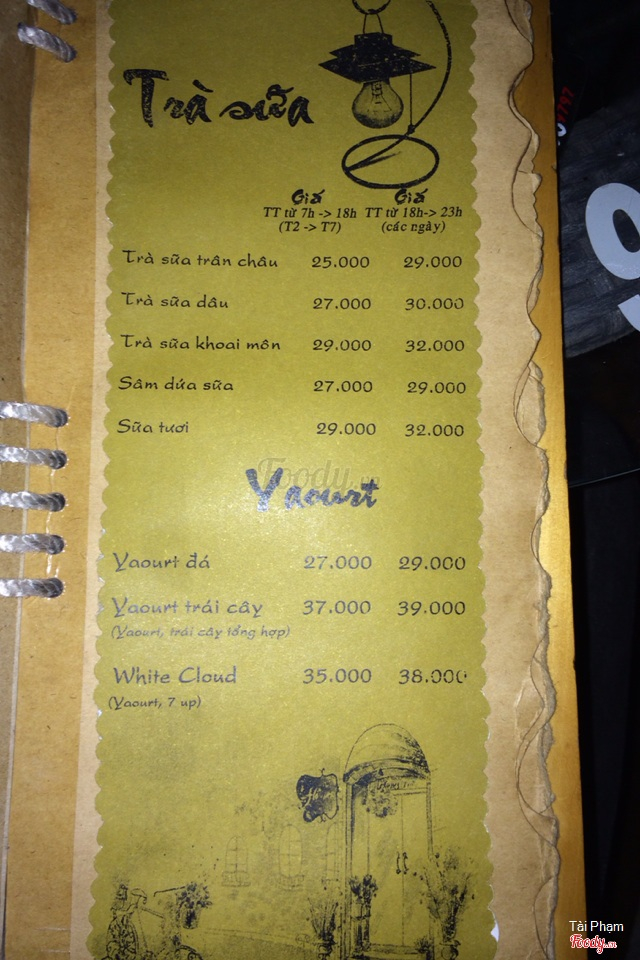 Trà sữa
Giá Giá
TT từ 7h -> 18h TT từ 18h-> 23h
(T2 -> T7) (các ngày)
Trà sữa trân châu 25.000 29.000
Trà sữa dâu 27.000 30.000
Trà sữa khoai môn 29.000 32.000
Sâm dứa sữa 27.000 29.000
Sữa tươi 29.000 32.000
Foody.vn
Yaourt
Yaourt đá 27.000 29.000
Yaourt trái cây 37.000 39.000
(Yaourt, trái cây tổng hợp)
White Cloud 35.000 38.000
(Yaourt, 7 up)
Tài Phạm
Foody.vn